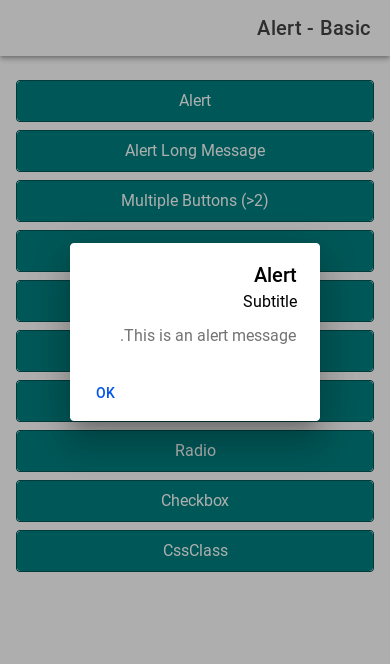 Alert - Basic
Alert
Alert Long Message
Multiple Buttons (>2)
Alert
Subtitle
.This is an alert message
OK
Radio
Checkbox
CssClass